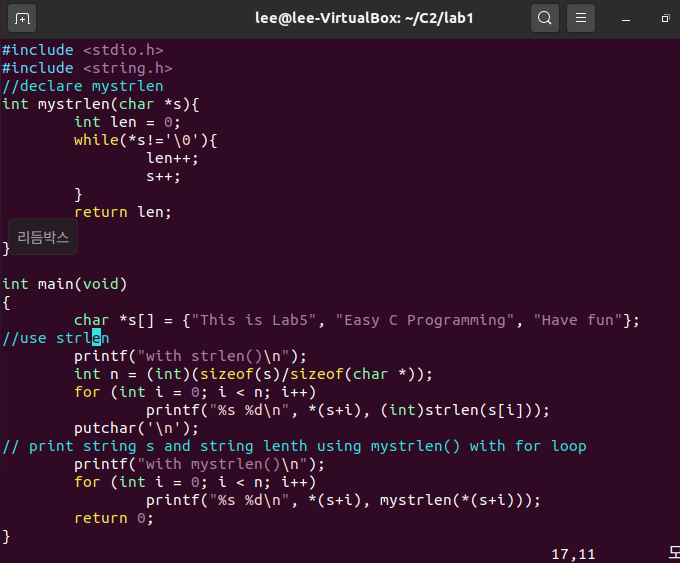 lee@lee-VirtualBox: ~/C2/lab1
#include <stdio.h>
#include <string.h>
//declare mystrlen
int mystrlen(char *s){
        int len = 0;
        while(*s!='\0'){
                len++;
                s++;
        }
        return len;
리듬박스
}
int main(void)
{
        char *s[] = {"This is Lab5", "Easy C Programming", "Have fun"};
//use strlen
        printf("with strlen()\n");
        int n = (int)(sizeof(s)/sizeof(char *));
        for (int i = 0; i < n; i++)
                printf("%s %d\n", *(s+i), (int)strlen(s[i]));
        putchar('\n');
// print string s and string lenth using mystrlen() with for loop
        printf("with mystrlen()\n");
        for (int i = 0; i < n; i++)
                printf("%s %d\n", *(s+i), mystrlen(*(s+i)));
        return 0;
}
17,11